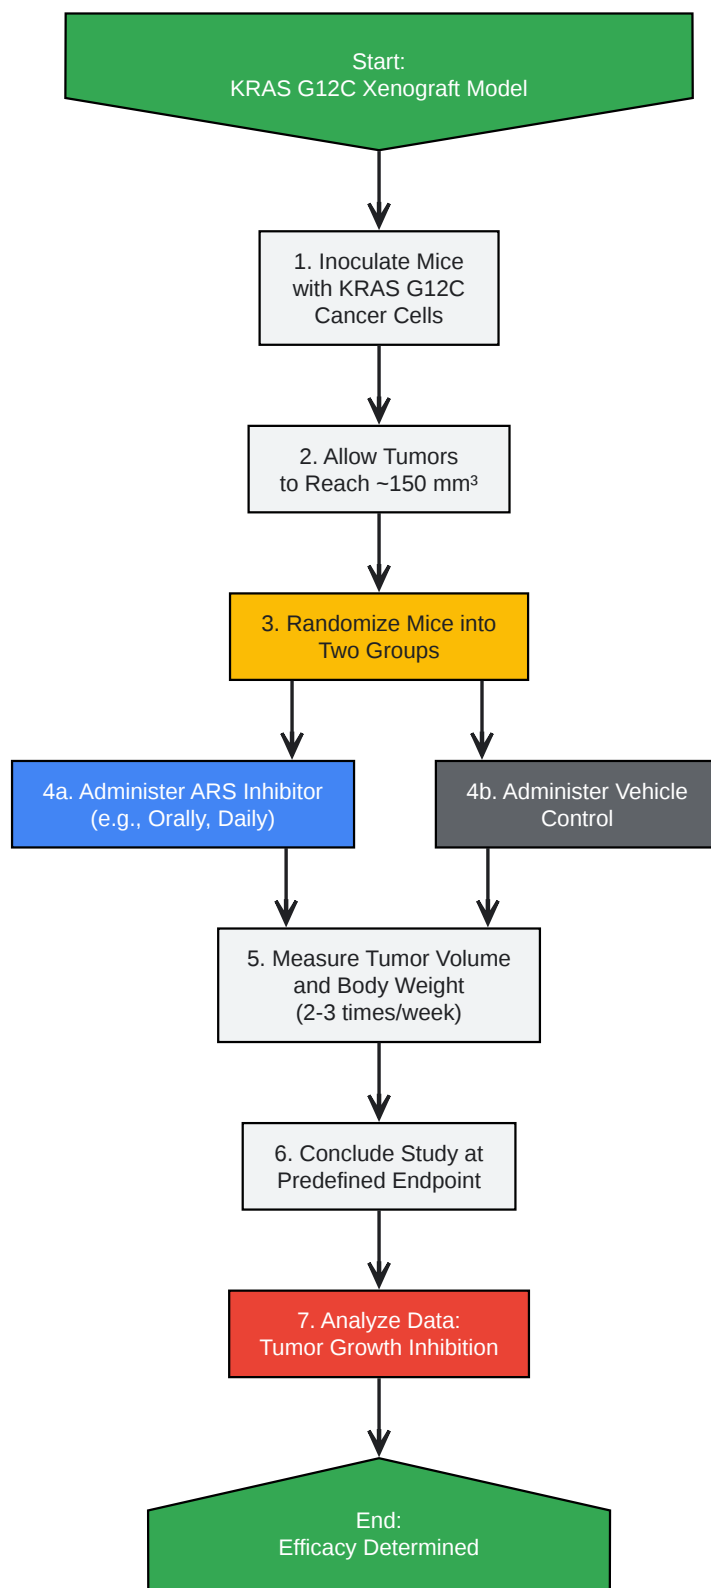 Start:
KRAS G12C Xenograft Model
1. Inoculate Mice
with KRAS G12C
Cancer Cells
2. Allow Tumors
to Reach ~150 mm³
3. Randomize Mice into
Two Groups
4a. Administer ARS Inhibitor
(e.g., Orally, Daily)
4b. Administer Vehicle
Control
5. Measure Tumor Volume
and Body Weight
(2-3 times/week)
6. Conclude Study at
Predefined Endpoint
7. Analyze Data:
Tumor Growth Inhibition
End:
Efficacy Determined